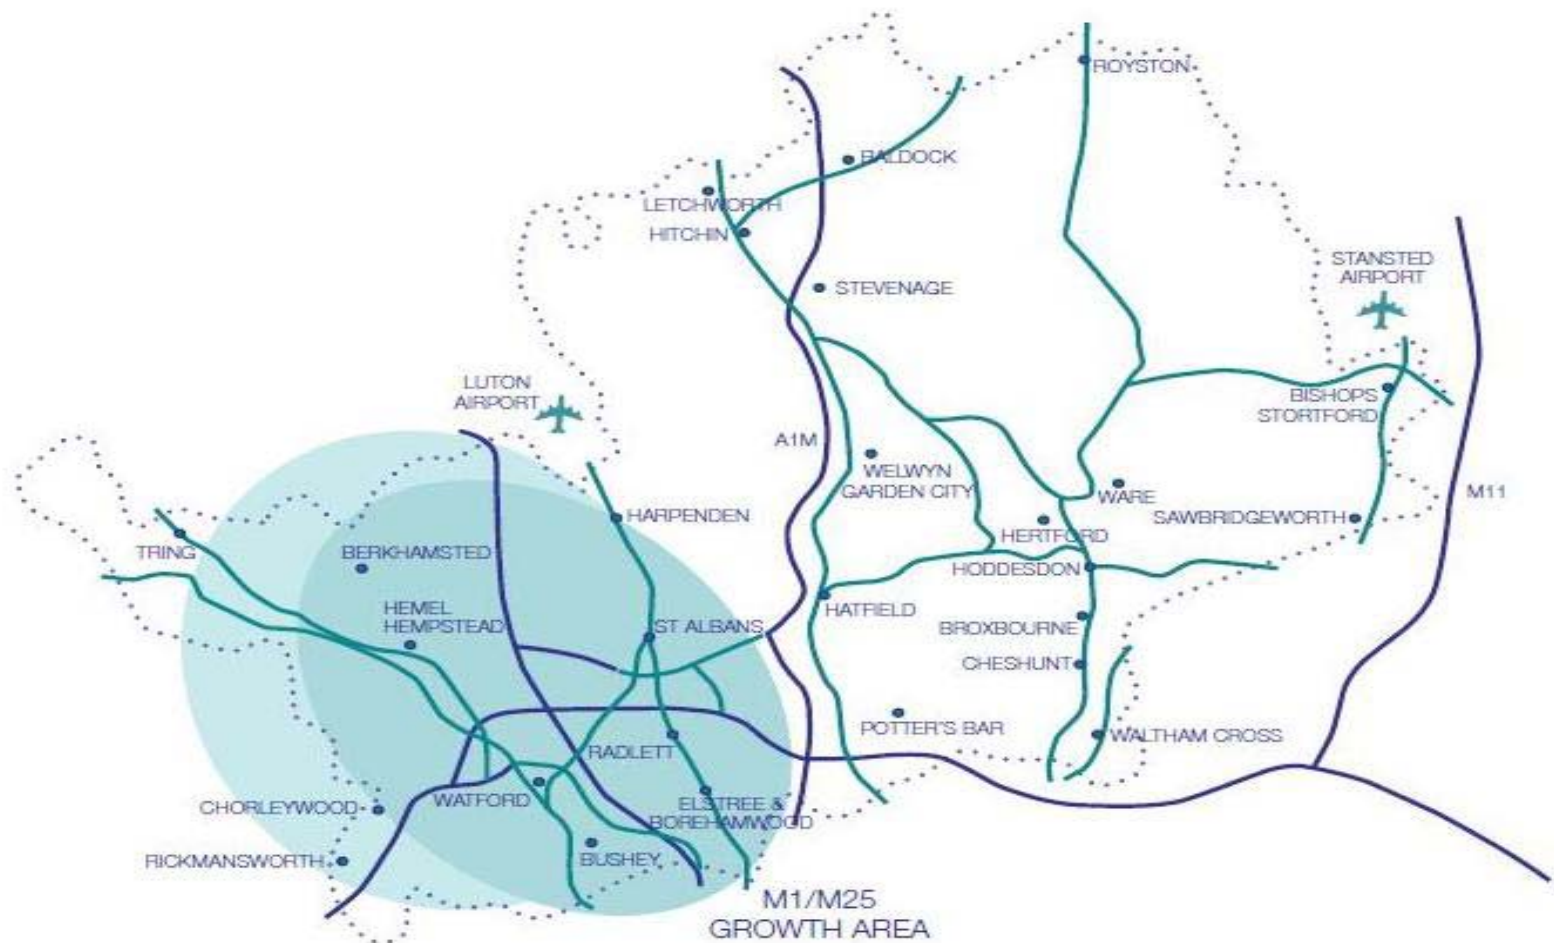 ROYSTON
BALDOCK
LETCHWORTH
HITCHIN
STANSTED
AIRPORT
STEVENAGE
LUTON
AIRPORT
BISHOPS
STORTFORD
A1M
WELWYN
GARDEN CITY
WARE
M11
HARPENDEN
SAWBRIDGEWORTH
HERTFORD
TRING
BERKHAMSTED
HODDESDON
HEMEL
HEMPSTEAD
HATFIELD
ST ALBANS
BROXBOURNE
CHESHUNT
POTTER'S BAR
WALTHAM CROSS
RADLETT
WATFORD
CHORLEYWOOD
ELSTREE &
BOREHAMWOOD
RICKMANSWORTH
BUSHEY
M1/M25
GROWTH AREA